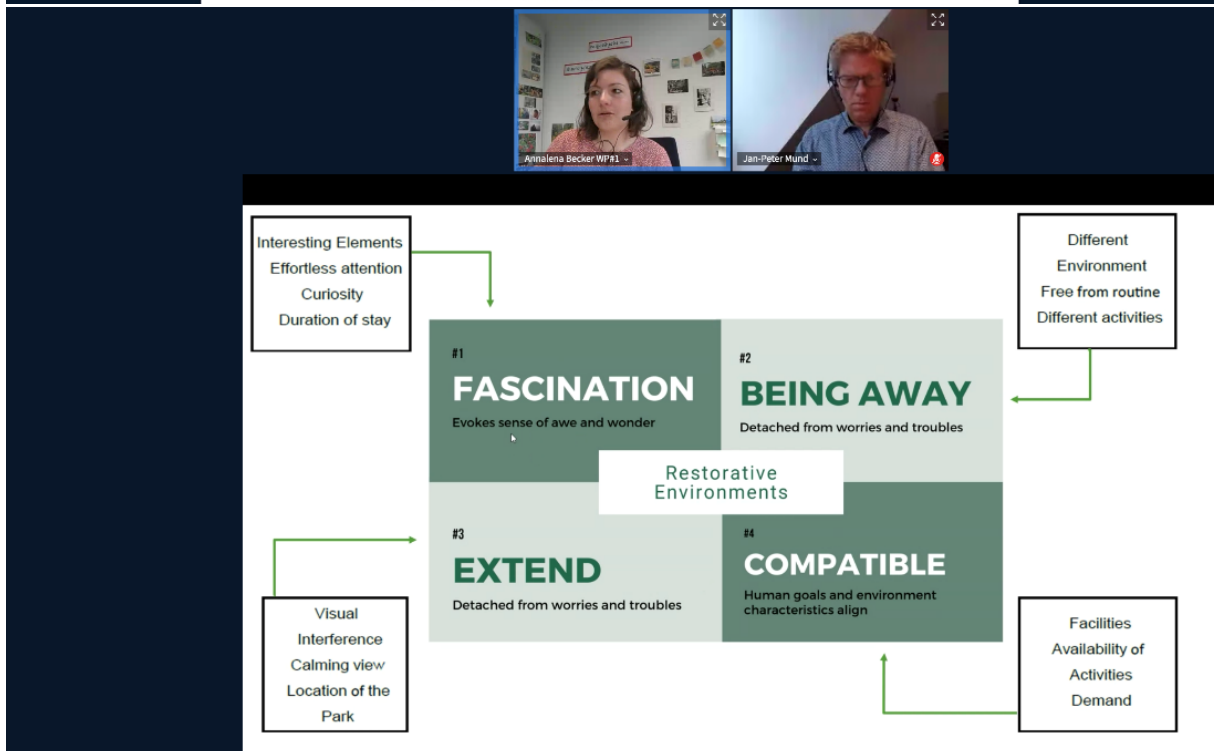 Annalena Becker WP#1
Jan-Peter Mund
Interesting Elements
Effortless attention
Curiosity
Duration of stay
Different
Environment
Free from routine
Different activities
#1
FASCINATION
Evokes sense of awe and wonder
#2
BEING AWAY
Detached from worries and troubles
Restorative
Environments
#3
EXTEND
Detached from worries and troubles
#4
COMPATIBLE
Human goals and environment
characteristics align
Visual
Interference
Calming view
Location of the
Park
Facilities
Availability of
Activities
Demand